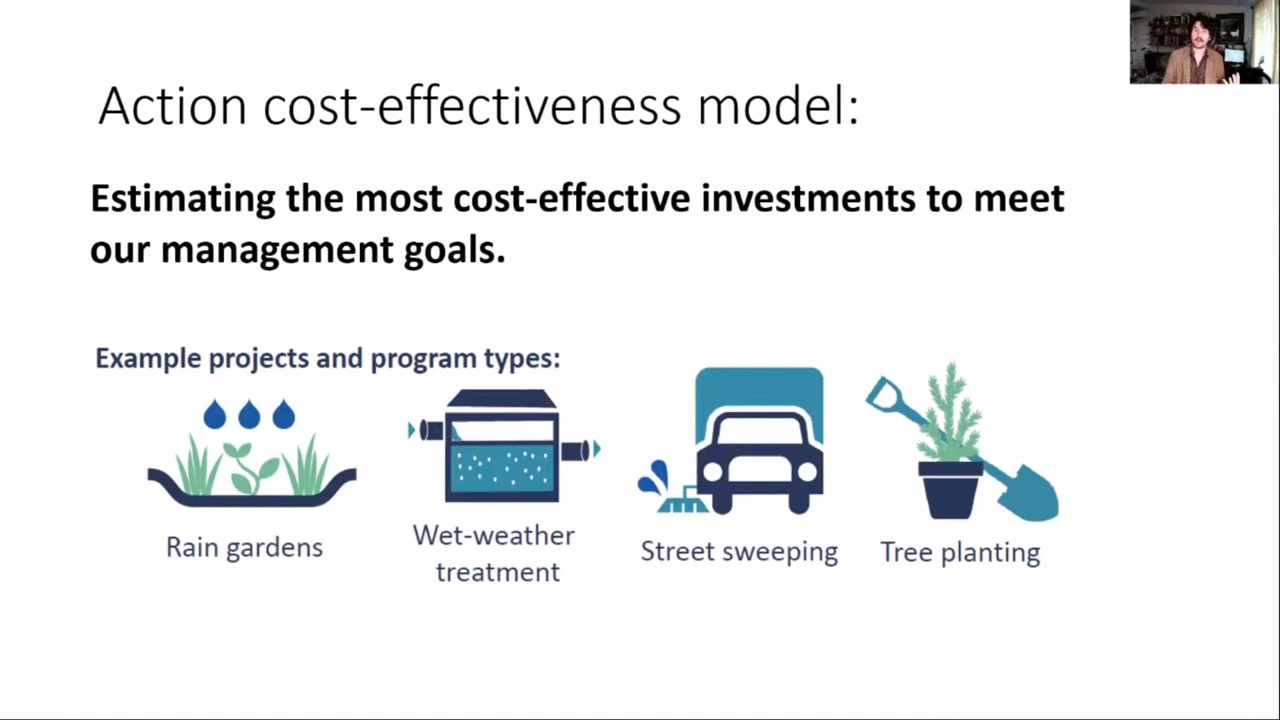 Action cost-effectiveness model:
Estimating the most cost-effective investments to meet
our management goals.
Example projects and program types:
Rain gardens
Wet-weather
treatment
Street sweeping
Tree planting